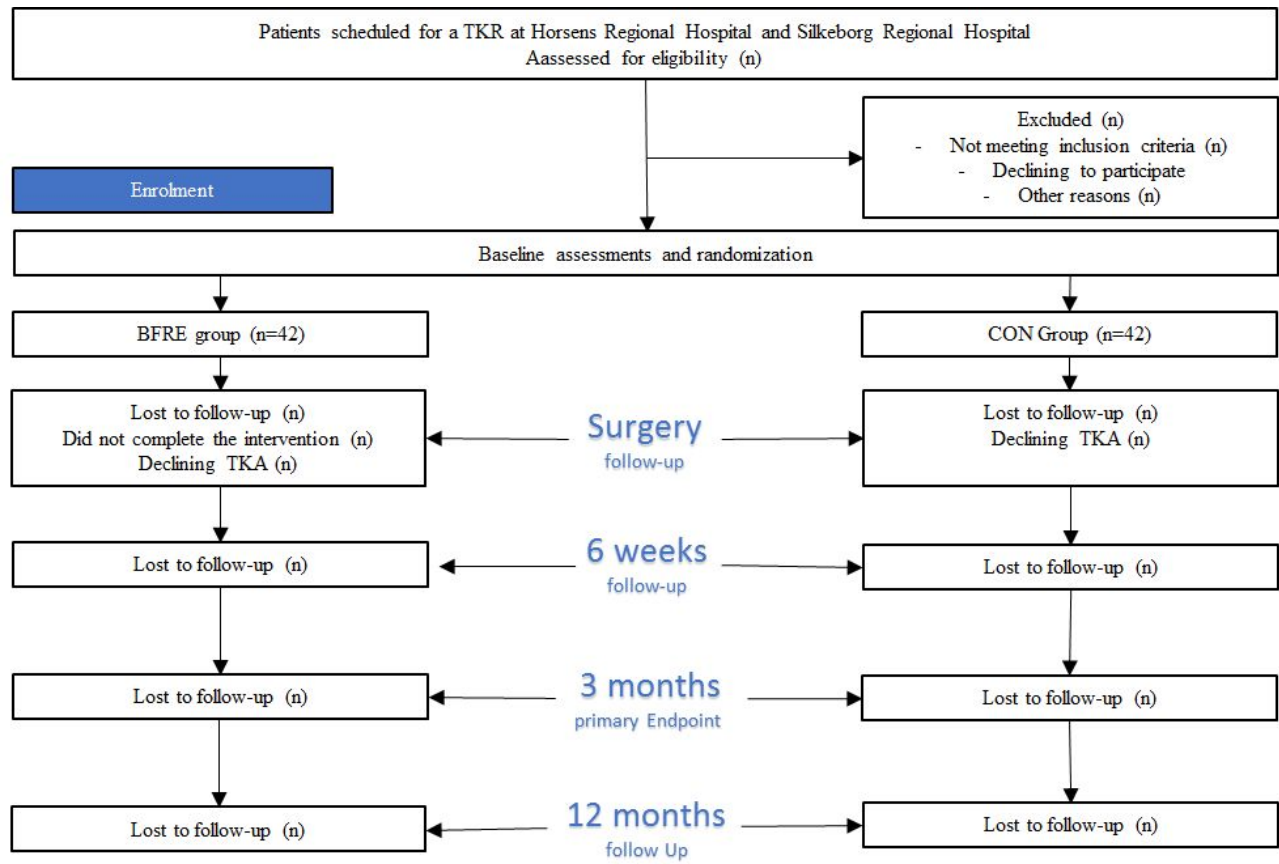 Patients scheduled for a TKR at Horsens Regional Hospital and Silkeborg Regional Hospital
Aassessed for eligibility (n)
Excluded (n)
- Not meeting inclusion criteria (n)
- Declining to participate
- Other reasons (n)
Enrolment
Baseline assessments and randomization
BFRE group (n=42)
CON Group (n=42)
Lost to follow-up (n)
Did not complete the intervention (n)
Declining TKA (n)
Surgery
follow-up
Lost to follow-up (n)
Declining TKA (n)
Lost to follow-up (n)
6 weeks
follow-up
Lost to follow-up (n)
Lost to follow-up (n)
3 months
primary Endpoint
Lost to follow-up (n)
Lost to follow-up (n)
12 months
follow Up
Lost to follow-up (n)